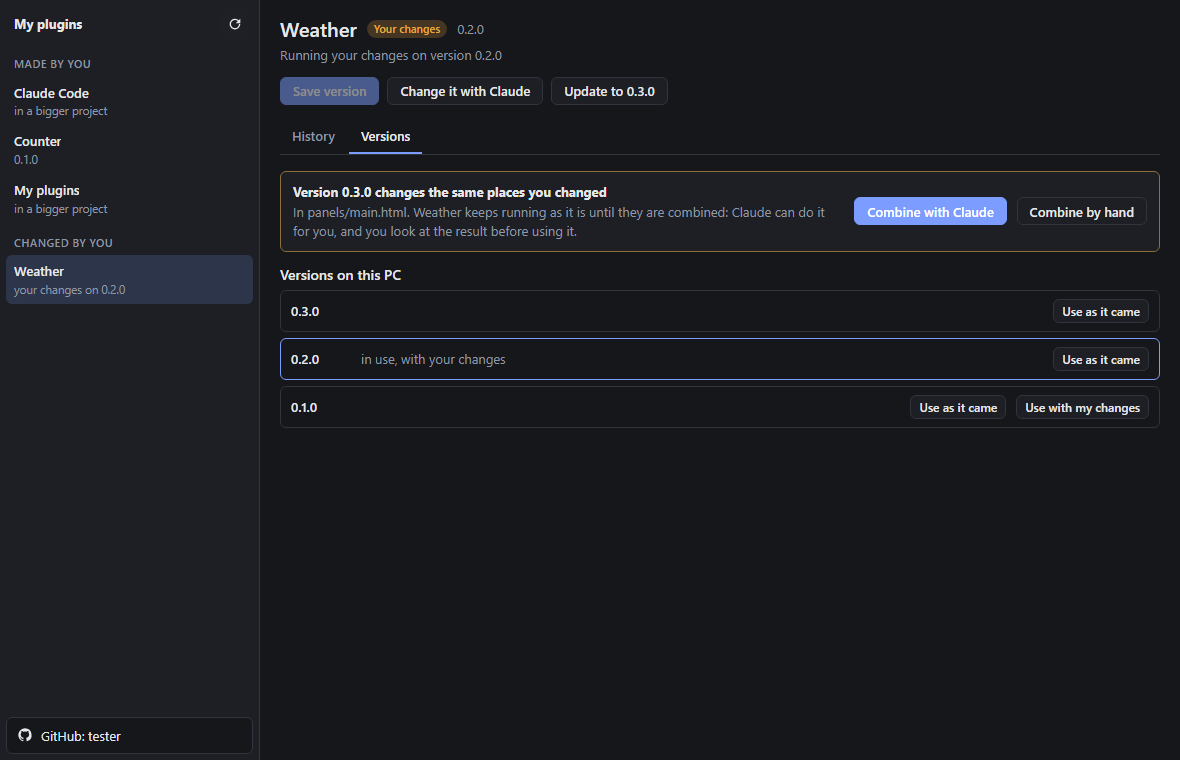 My plugins
MADE BY YOU
Claude Code
in a bigger project
Counter
0.1.0
My plugins
in a bigger project
CHANGED BY YOU
Weather
your changes on 0.2.0
GitHub: tester
Weather Your changes 0.2.0
Running your changes on version 0.2.0
Save version Change it with Claude Update to 0.3.0
History Versions
Version 0.3.0 changes the same places you changed
In panels/main.html. Weather keeps running as it is until they are combined: Claude can do it
for you, and you look at the result before using it.
Combine with Claude Combine by hand
Versions on this PC
0.3.0 Use as it came
0.2.0 in use, with your changes Use as it came
0.1.0 Use as it came Use with my changes